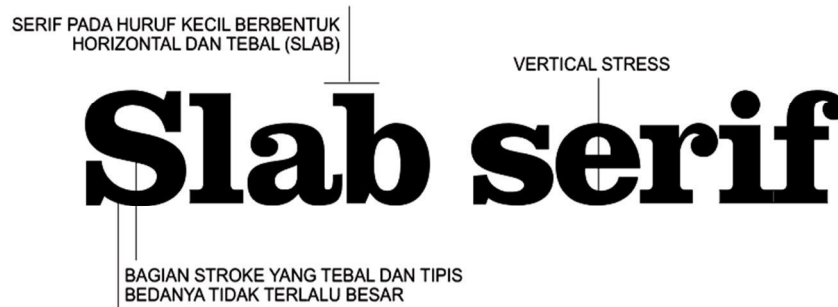 SERIF PADA HURUF KECIL BERBENTUK
HORIZONTAL DAN TEBAL (SLAB)
VERTICAL STRESS
Slab serif
BAGIAN STROKE YANG TEBAL DAN TIPIS
BEDANYA TIDAK TERLALU BESAR